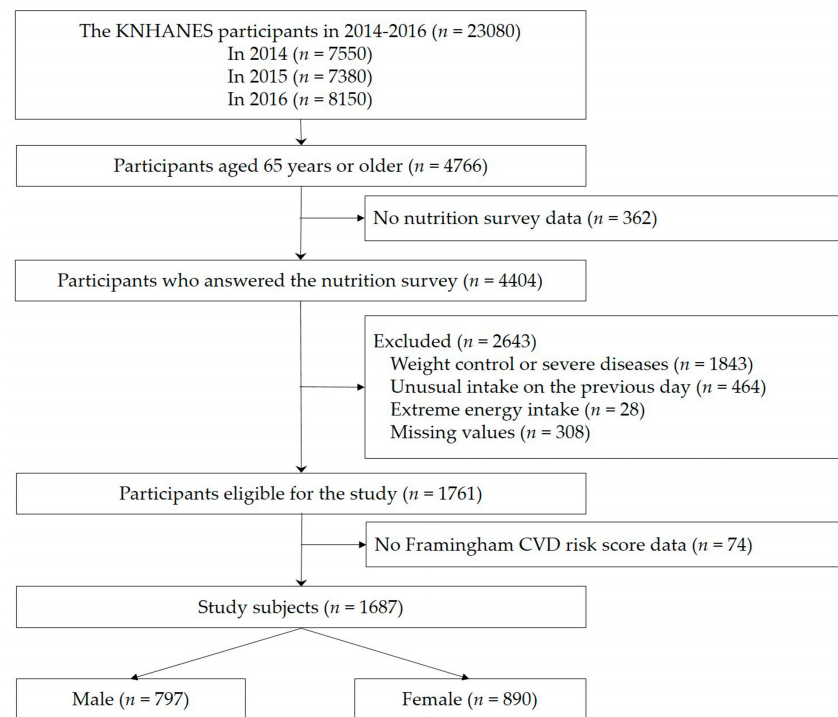 The KNHANES participants in 2014-2016 (n = 23080)
In 2014 (n = 7550)
In 2015 (n = 7380)
In 2016 (n = 8150)
Participants aged 65 years or older (n = 4766)
No nutrition survey data (n = 362)
Participants who answered the nutrition survey (n = 4404)
Excluded (n = 2643)
Weight control or severe diseases (n = 1843)
Unusual intake on the previous day (n = 464)
Extreme energy intake (n = 28)
Missing values (n = 308)
Participants eligible for the study (n = 1761)
No Framingham CVD risk score data (n = 74)
Study subjects (n = 1687)
Male (n = 797)
Female (n = 890)